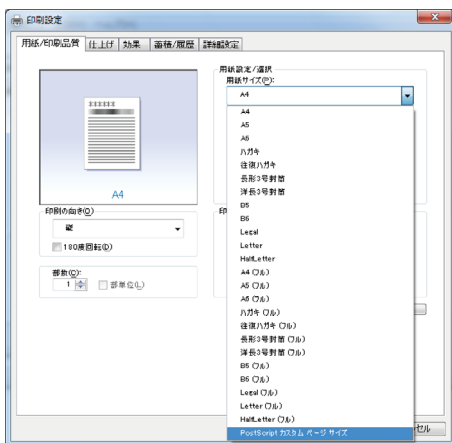 印刷設定
用紙/印刷品質 仕上げ 効果 蓄積/履歴 詳細設定
用紙設定/選択
用紙サイズ(P):
A4
A4
印刷の向き(O)
縦
180度回転(D)
部数(C):
1 部単位(L)
A4
A5
A6
ハガキ
往復ハガキ
長形3号封筒
洋長3号封筒
B5
B6
Legal
Letter
HalfLetter
A4 (フル)
A5 (フル)
A6 (フル)
ハガキ (フル)
往復ハガキ (フル)
長形3号封筒 (フル)
洋長3号封筒 (フル)
B5 (フル)
B6 (フル)
Legal (フル)
Letter (フル)
HalfLetter (フル)
PostScript カスタム ページ サイズ